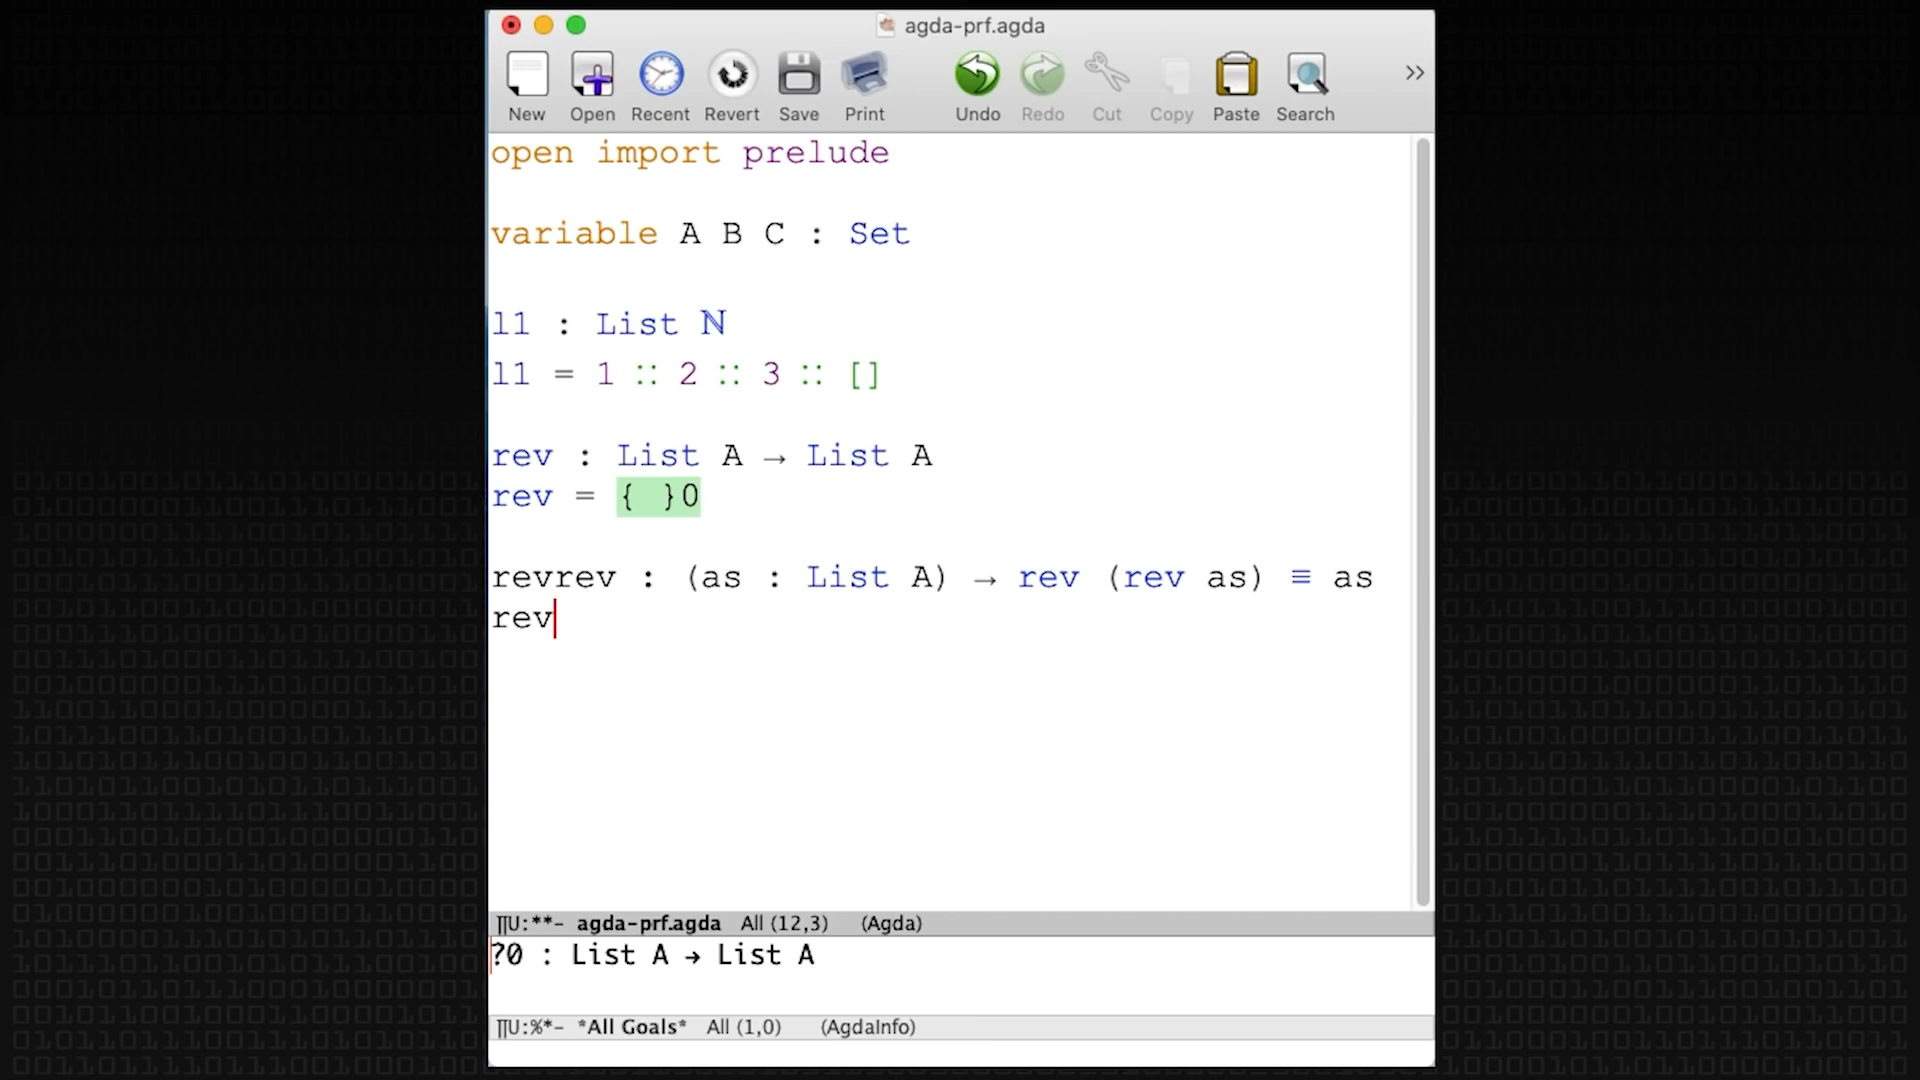 agda-prf.agda
New Open Recent Revert Save Print Undo Redo Cut Copy Paste Search
open import prelude
variable A B C : Set
l1 : List ℕ
l1 = 1 ∷ 2 ∷ 3 ∷ []
rev : List A → List A
rev = { }0
revrev : (as : List A) → rev (rev as) ≡ as
rev
U:**- agda-prf.agda All (12,3) (Agda)
?0 : List A → List A
U:%*- *All Goals* All (1,0) (AgdaInfo)